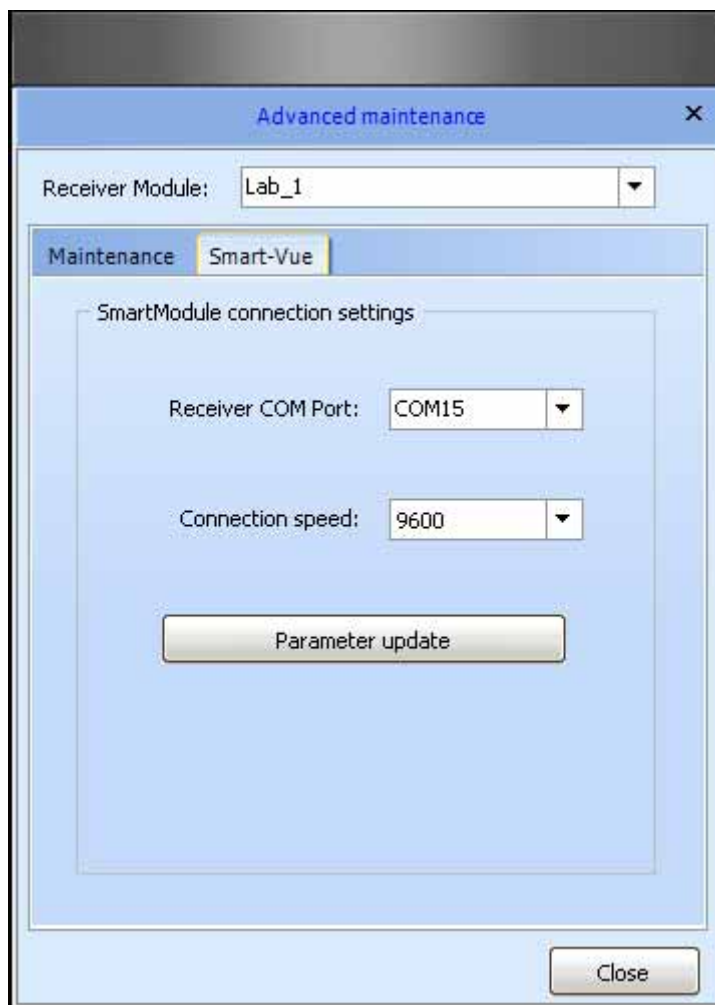 Advanced maintenance
Receiver Module: Lab_1
Maintenance Smart-Vue
SmartModule connection settings
Receiver COM Port: COM15
Connection speed: 9600
Parameter update
Close